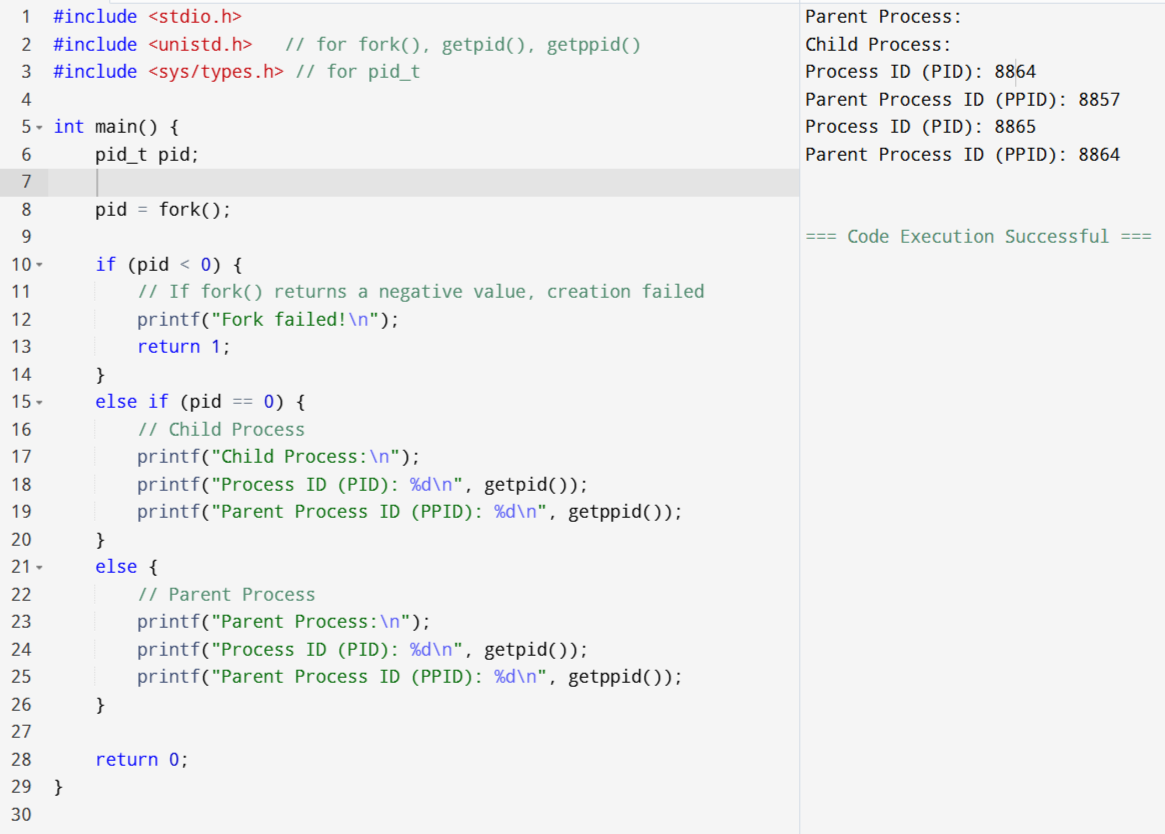 1 #include <stdio.h>
2 #include <unistd.h>   // for fork(), getpid(), getppid()
3 #include <sys/types.h> // for pid_t
4
5 int main() {
6     pid_t pid;
7
8     pid = fork();
9
10     if (pid < 0) {
11         // If fork() returns a negative value, creation failed
12         printf("Fork failed!\n");
13         return 1;
14     }
15     else if (pid == 0) {
16         // Child Process
17         printf("Child Process:\n");
18         printf("Process ID (PID): %d\n", getpid());
19         printf("Parent Process ID (PPID): %d\n", getppid());
20     }
21     else {
22         // Parent Process
23         printf("Parent Process:\n");
24         printf("Process ID (PID): %d\n", getpid());
25         printf("Parent Process ID (PPID): %d\n", getppid());
26     }
27
28     return 0;
29 }
30
Parent Process:
Child Process:
Process ID (PID): 8864
Parent Process ID (PPID): 8857
Process ID (PID): 8865
Parent Process ID (PPID): 8864
=== Code Execution Successful ===